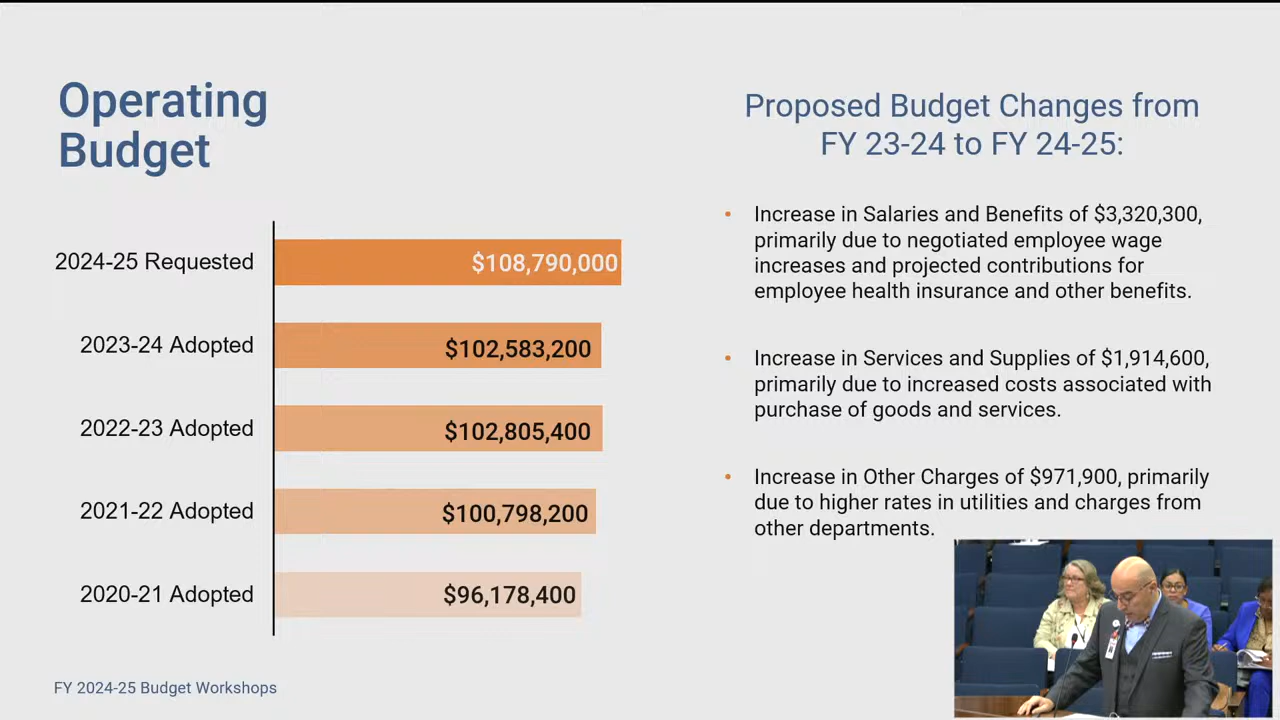 Operating
Budget
2024-25 Requested
$108,790,000
2023-24 Adopted
$102,583,200
2022-23 Adopted
$102,805,400
2021-22 Adopted
$100,798,200
2020-21 Adopted
$96,178,400
FY 2024-25 Budget Workshops
Proposed Budget Changes from
FY 23-24 to FY 24-25:
• Increase in Salaries and Benefits of $3,320,300,
primarily due to negotiated employee wage
increases and projected contributions for
employee health insurance and other benefits.
• Increase in Services and Supplies of $1,914,600,
primarily due to increased costs associated with
purchase of goods and services.
• Increase in Other Charges of $971,900, primarily
due to higher rates in utilities and charges from
other departments.